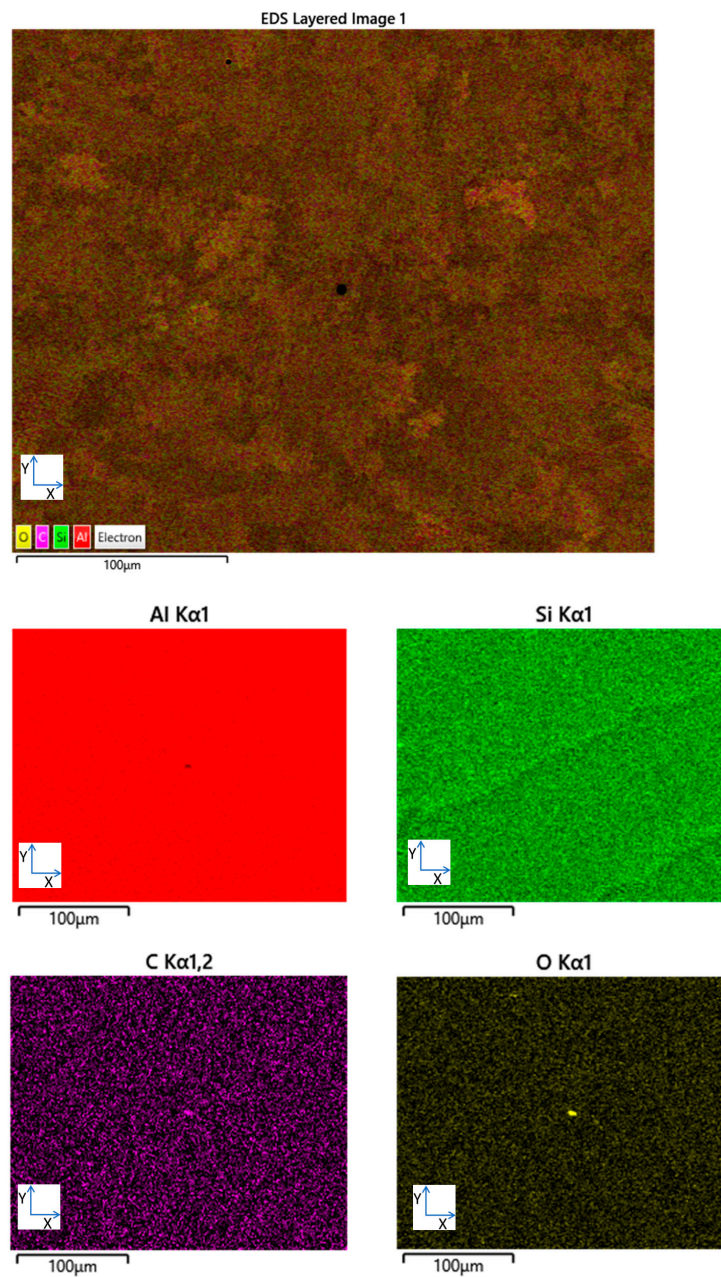 EDS Layered Image 1
Y
X
O C Si Al Electron
100μm
Al Kα1
Si Kα1
Y
X
Y
X
100μm
100μm
C Kα1,2
O Kα1
Y
X
Y
X
100μm
100μm